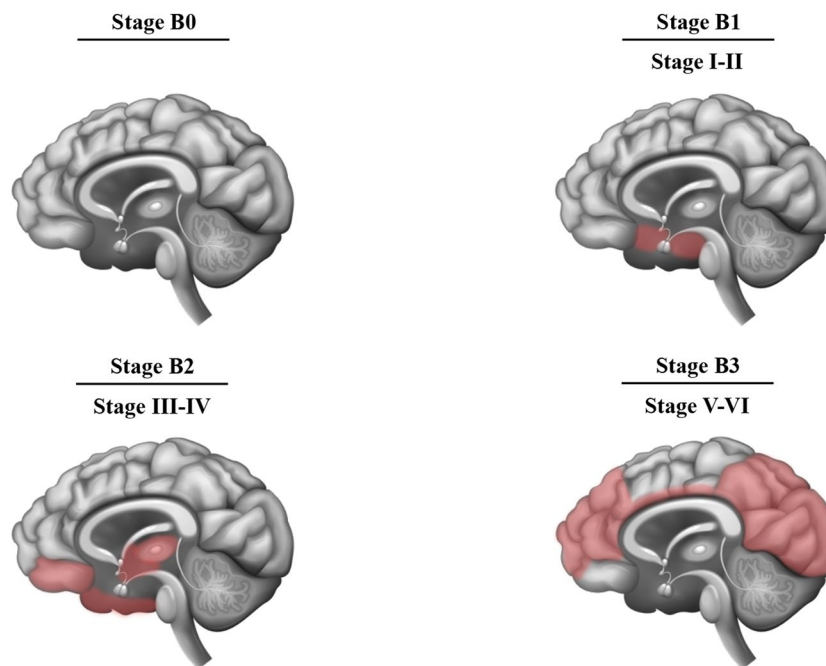 Stage B0
Stage B1
Stage I-II
Stage B2
Stage III-IV
Stage B3
Stage V-VI